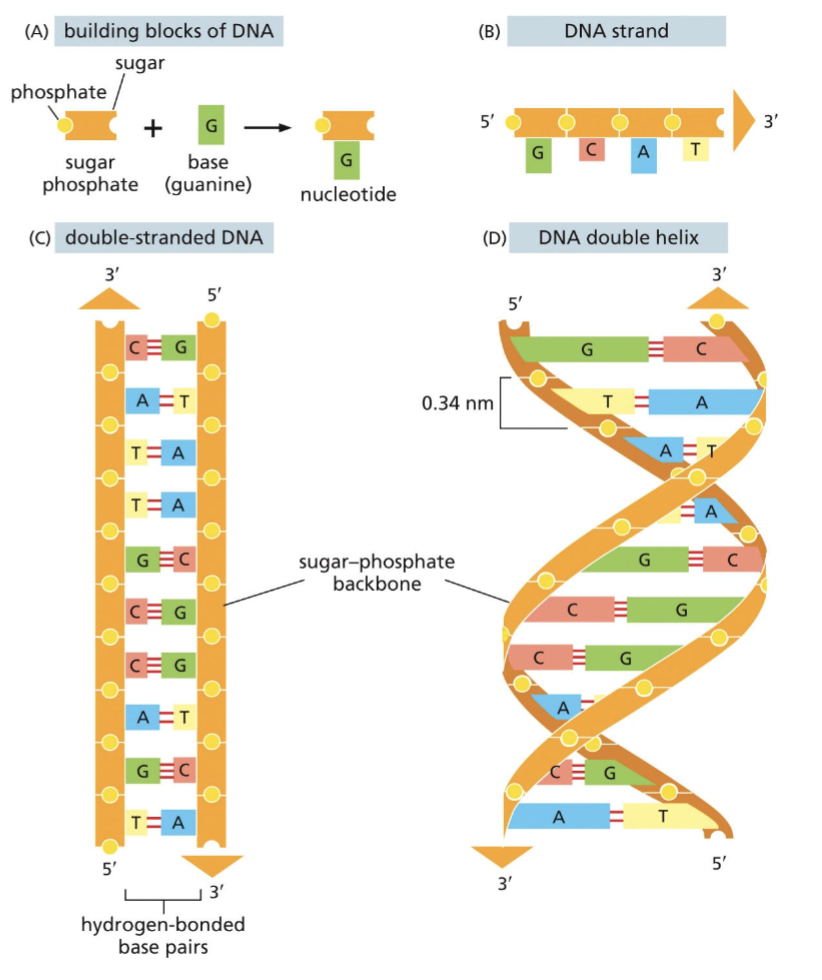 (A) building blocks of DNA
sugar
phosphate
+
G
sugar
phosphate
base
(guanine)
G
nucleotide
(B) DNA strand
5′
3′
G C A T
(C) double-stranded DNA
3′
5′
C G
A T
T A
T A
G C
C G
C G
A T
G C
T A
5′
3′
hydrogen-bonded
base pairs
sugar–phosphate
backbone
(D) DNA double helix
5′
3′
G C
0.34 nm
T A
A T
A
G C
C G
C G
A
C G
A T
3′
5′